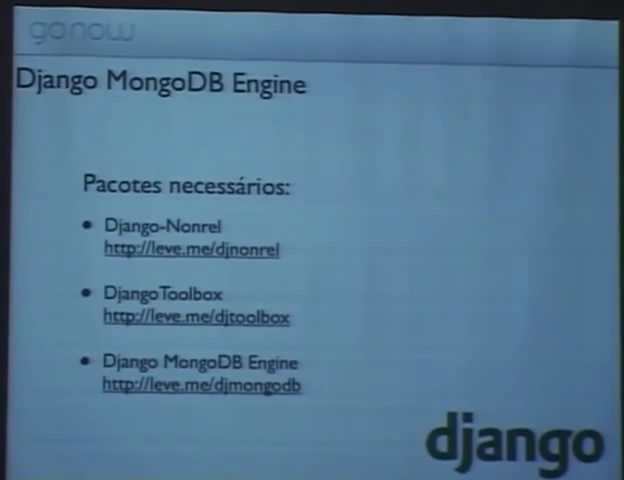 gonow
Django MongoDB Engine
Pacotes necessários:
• Django-Nonrel
http://leve.me/djnonrel
• DjangoToolbox
http://leve.me/djtoolbox
• Django MongoDB Engine
http://leve.me/djmongodb
django